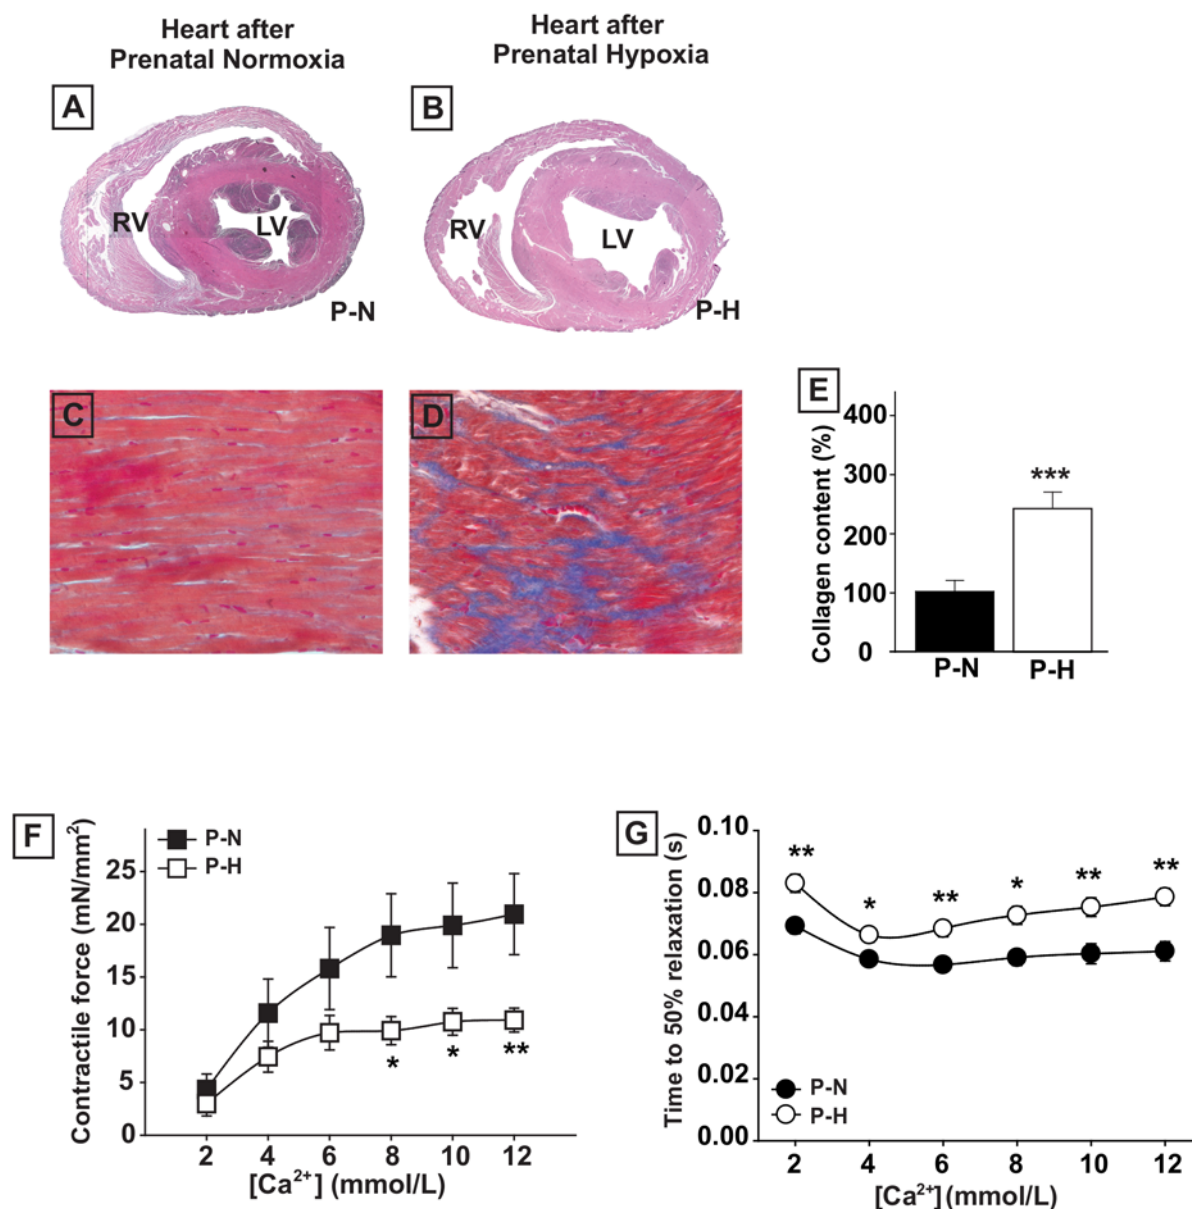 Heart after
Prenatal Normoxia
Heart after
Prenatal Hypoxia
A
RV
LV
P-N
B
RV
LV
P-H
C
D
E
Collagen content (%)
400
300
200
100
0
***
P-N
P-H
F
Contractile force (mN/mm²)
P-N
P-H
25
20
15
10
5
0
* * **
2 4 6 8 10 12
[Ca²⁺] (mmol/L)
G
Time to 50% relaxation (s)
0.10
0.08
0.06
0.04
0.02
0.00
** * ** * ** **
P-N
P-H
2 4 6 8 10 12
[Ca²⁺] (mmol/L)